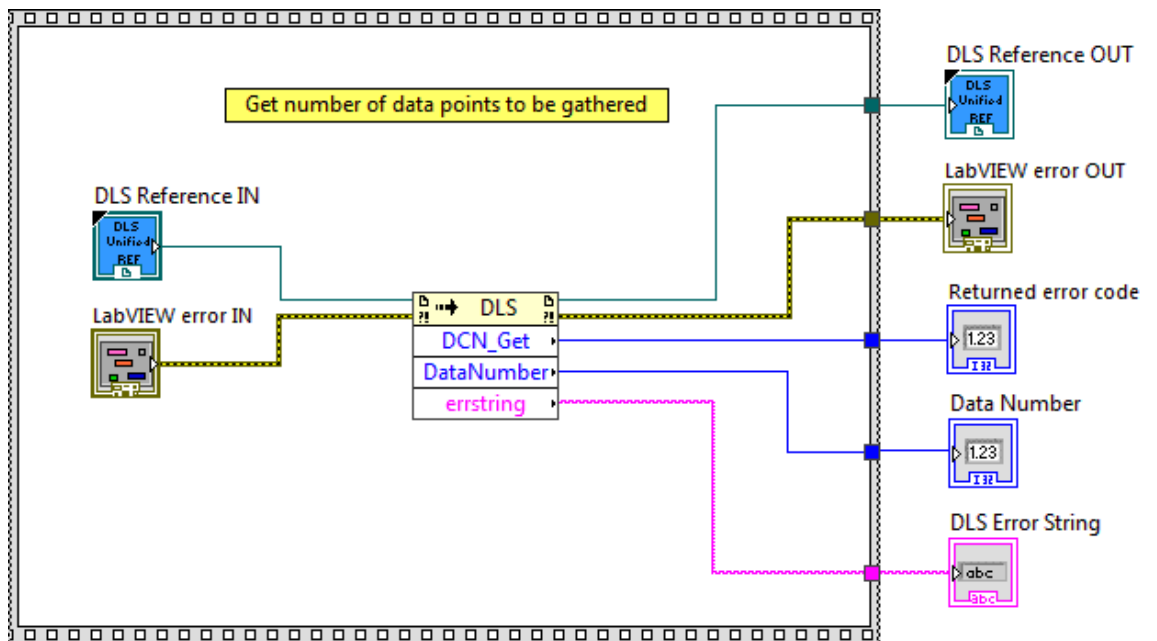 DLS Reference OUT
DLS
Unified
REF
Get number of data points to be gathered
LabVIEW error OUT
DLS Reference IN
DLS
Unified
REF
Returned error code
1.23
I32
LabVIEW error IN
?! DLS ?!
DCN_Get
DataNumber
errstring
Data Number
1.23
I32
DLS Error String
abc
abc